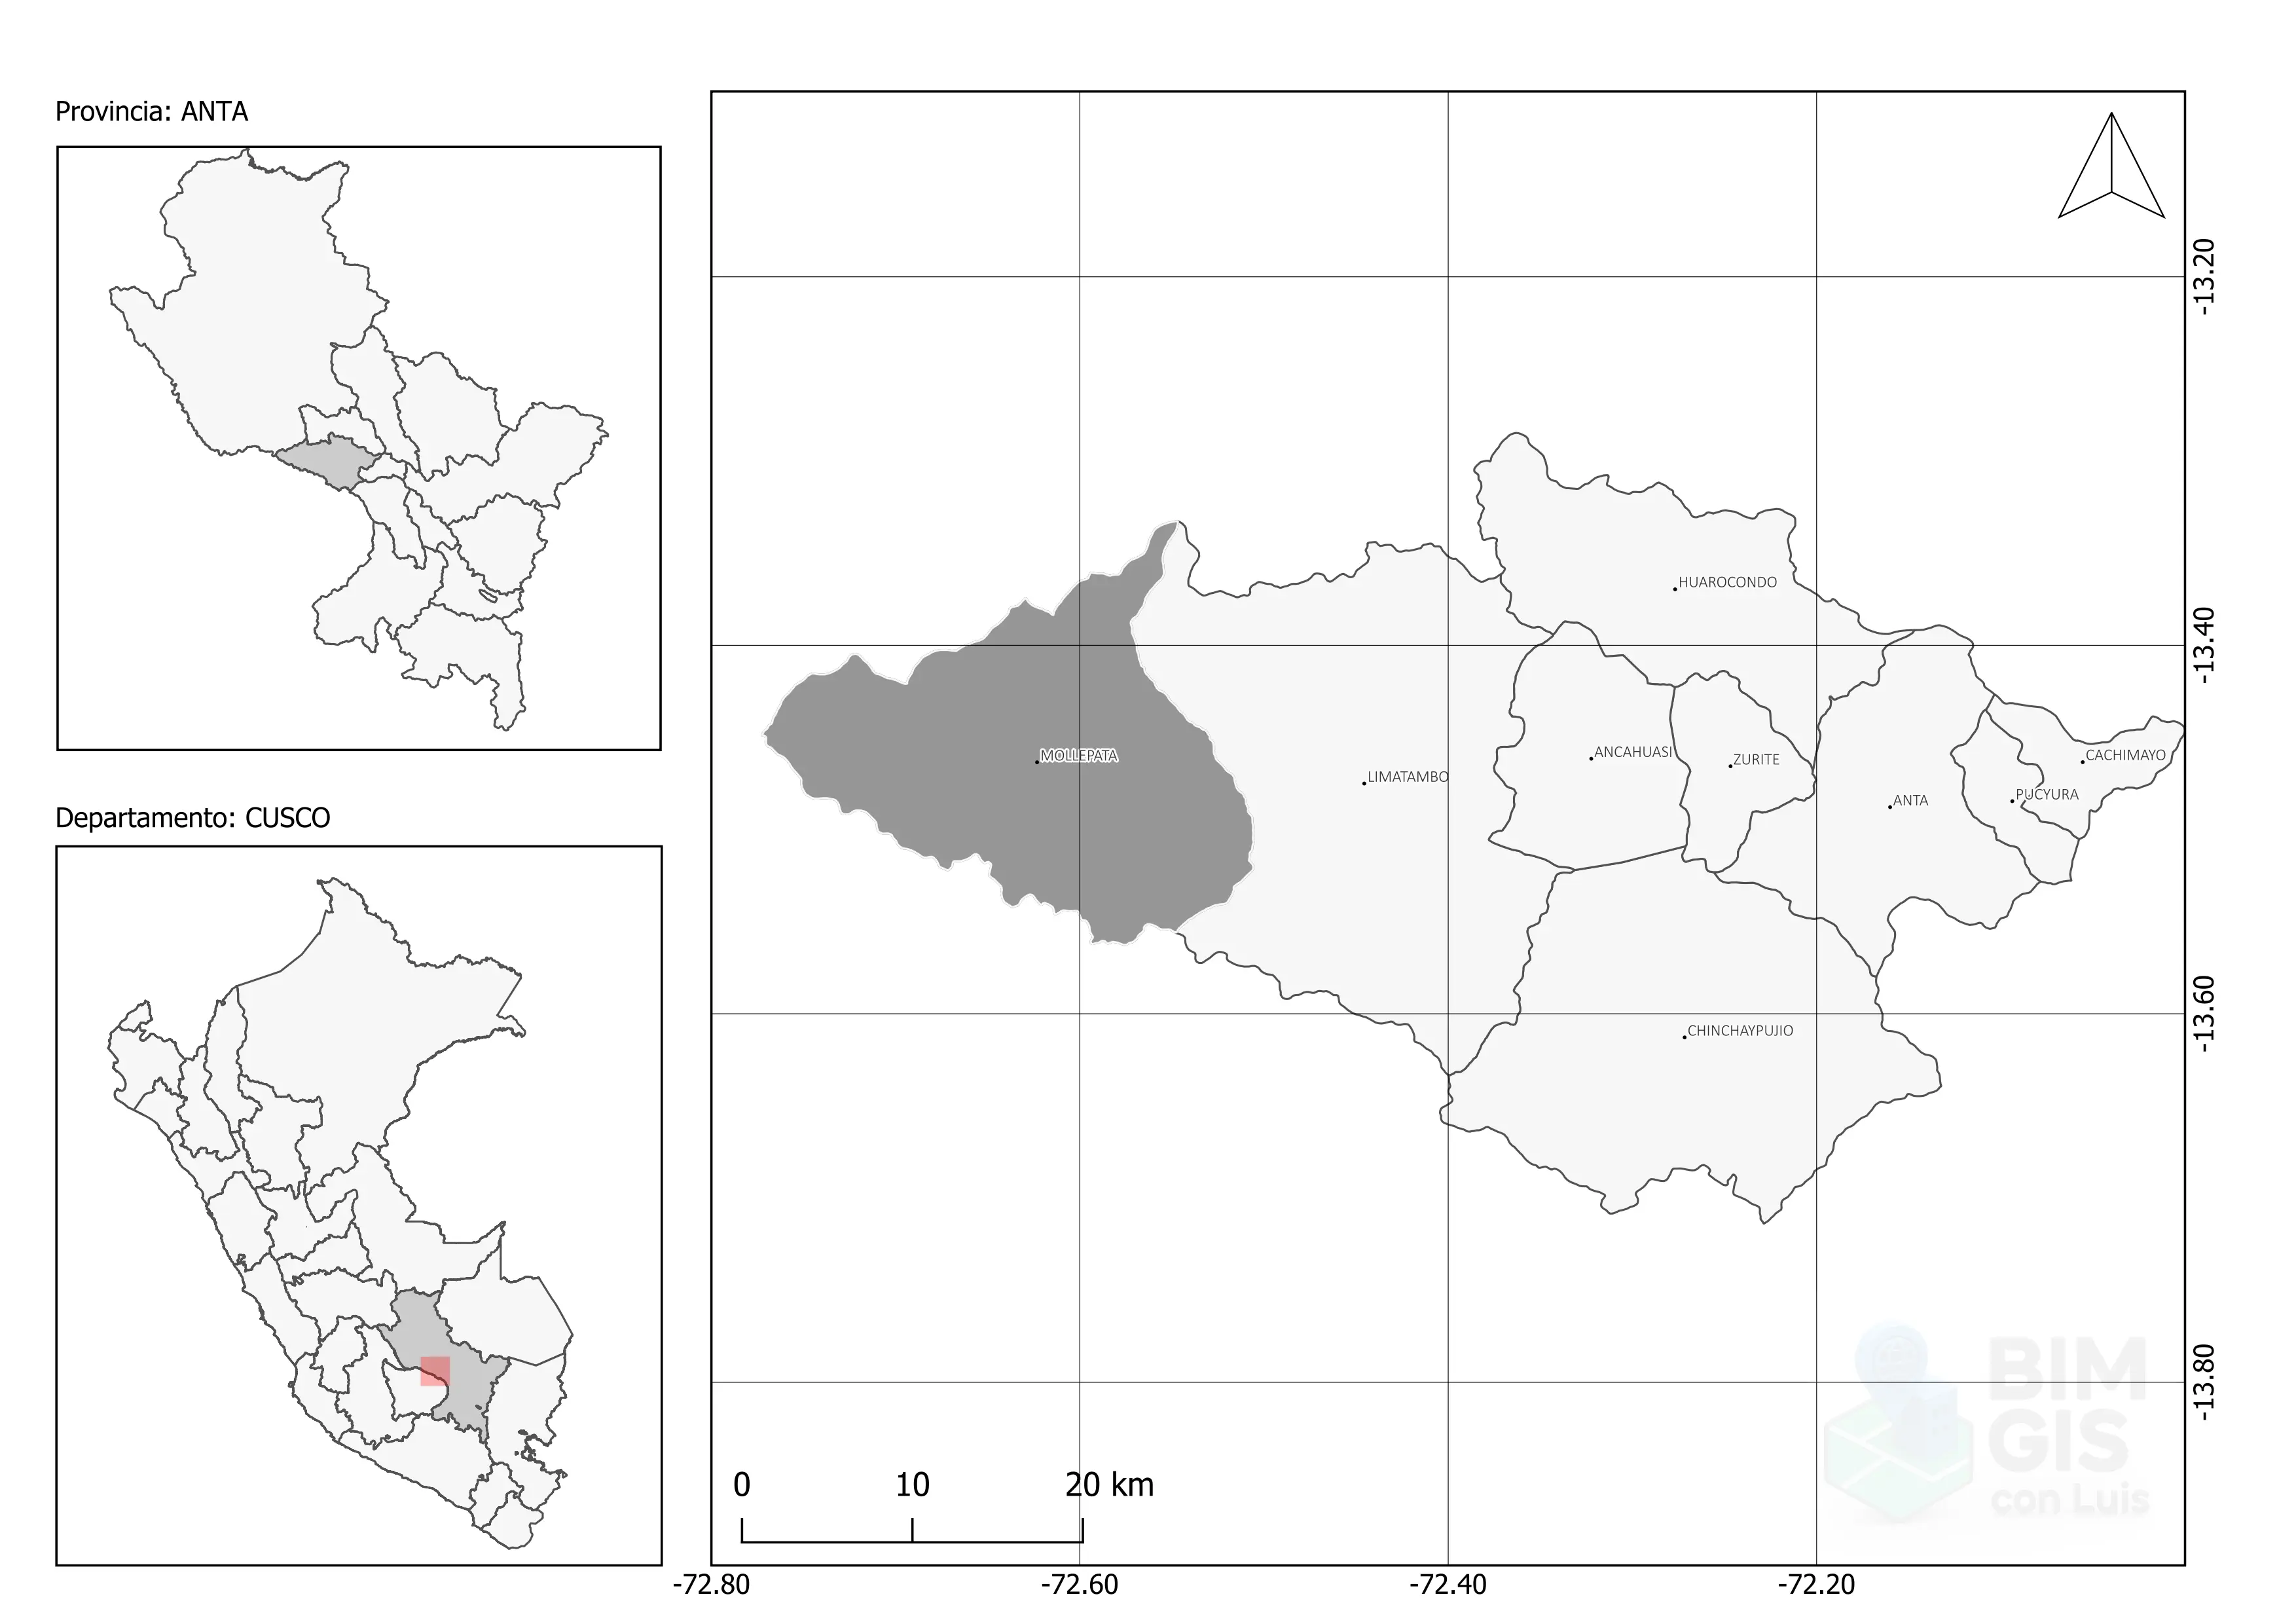 Provincia: ANTA
Departamento: CUSCO
-13.20
HUAROCONDO
-13.40
MOLLEPATA
LIMATAMBO
ANCAHUASI
ZURITE
CACHIMAYO
PUCYURA
ANTA
-13.60
CHINCHAYPUJIO
-13.80
BIM
GIS
con Luis
0 10 20 km
-72.80 -72.60 -72.40 -72.20